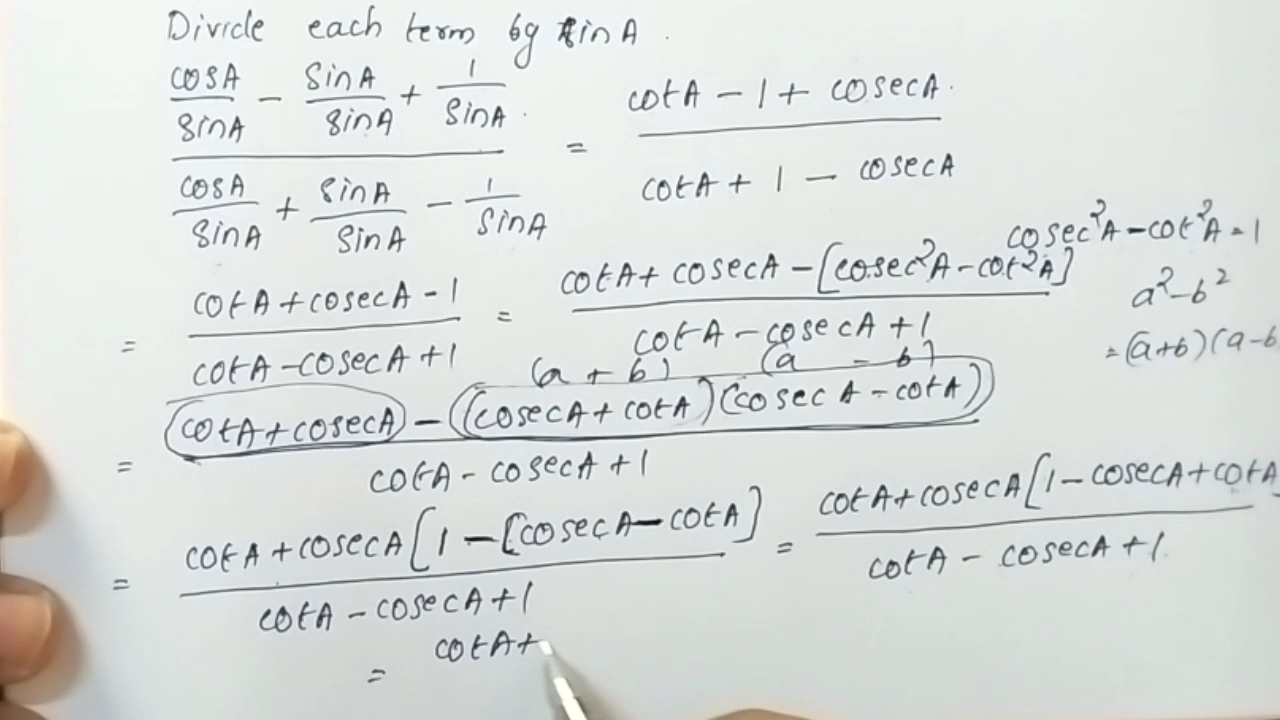 Divide each term by sinA.
cosA/sinA - sinA/sinA + 1/sinA. / cosA/sinA + sinA/sinA - 1/sinA = cotA - 1 + cosecA. / cotA + 1 - cosecA
cosec²A - cot²A = 1
= cotA + cosecA - 1 / cotA - cosecA + 1 = cotA + cosecA - [cosec²A - cot²A] / cotA - cosecA + 1
a² - b²
= (a+b)(a-b
(a + b) (a - b)
= cotA + cosecA - ((cosecA + cotA)(cosecA - cotA)) / cotA - cosecA + 1
= cotA + cosecA [1 - [cosecA - cotA] / cotA - cosecA + 1 = cotA + cosecA [1 - cosecA + cotA / cotA - cosecA + 1
= cotA +